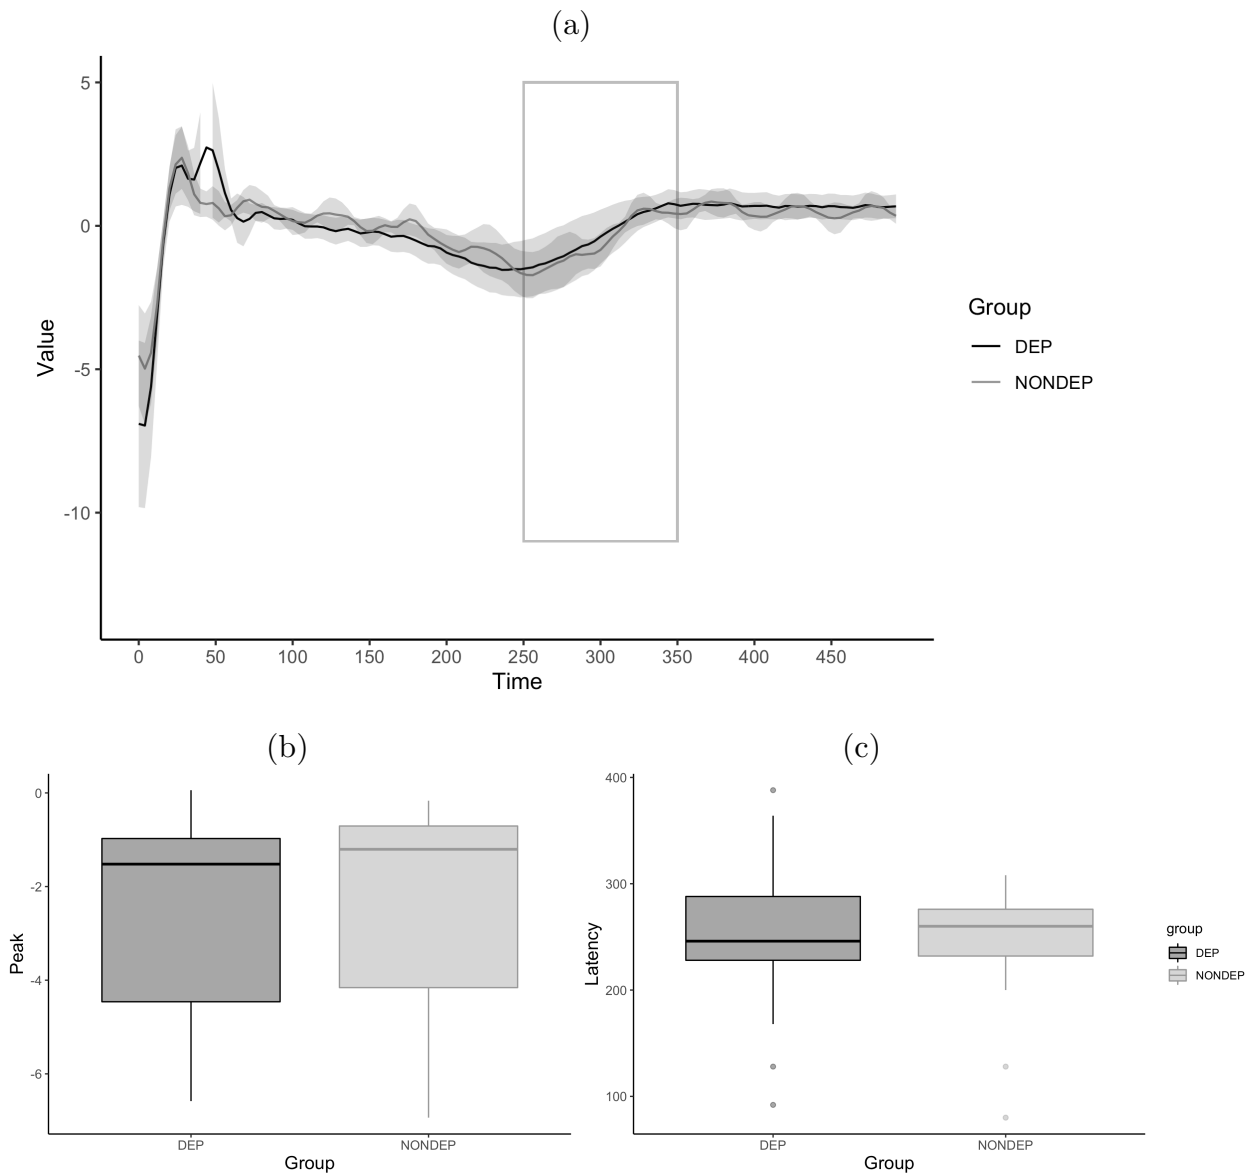 (a)
5
0
-5
-10
Value
0 50 100 150 200 250 300 350 400 450
Time
Group
DEP
NONDEP
(b)
0
-2
-4
-6
Peak
DEP NONDEP
Group
(c)
400
300
200
100
Latency
DEP NONDEP
Group
group
DEP
NONDEP